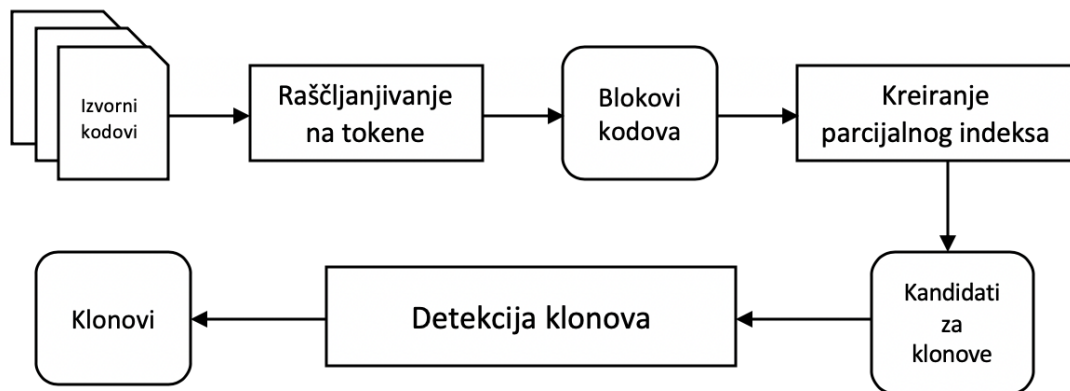 Izvorni
kodovi
Raščljanjivanje
na tokene
Blokovi
kodova
Kreiranje
parcijalnog indeksa
Kandidati
za
klonove
Detekcija klonova
Klonovi